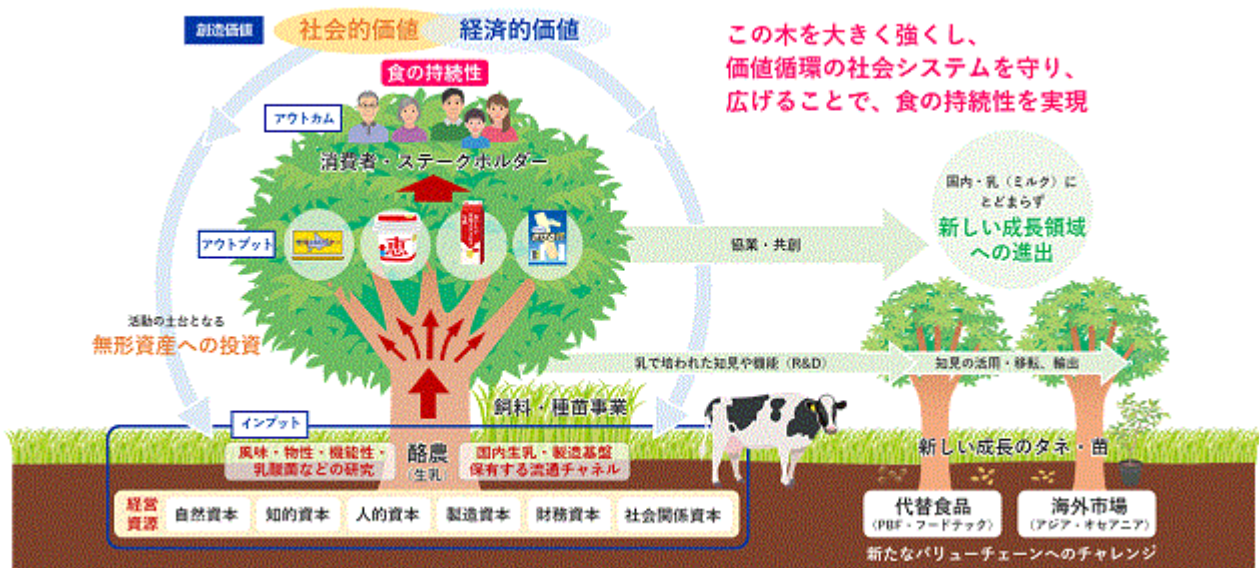 創造価値
社会的価値
経済的価値
この木を大きく強くし、
価値循環の社会システムを守り、
広げることで、食の持続性を実現
食の持続性
アウトカム
消費者・ステークホルダー
国内・乳（ミルク）に
とどまらず
新しい成長領域
への進出
アウトプット
恵
協業・共創
活動の土台となる
無形資産への投資
乳で培われた知見や機能（R&D）
知見の活用・移転、輸出
飼料・種苗事業
インプット
風味・物性・機能性・
乳酸菌などの研究
酪農
（生乳）
国内生乳・製造基盤
保有する流通チャネル
新しい成長のタネ・苗
経営
資源
自然資本
知的資本
人的資本
製造資本
財務資本
社会関係資本
代替食品
（PBF・フードテック）
海外市場
（アジア・オセアニア）
新たなバリューチェーンへのチャレンジ